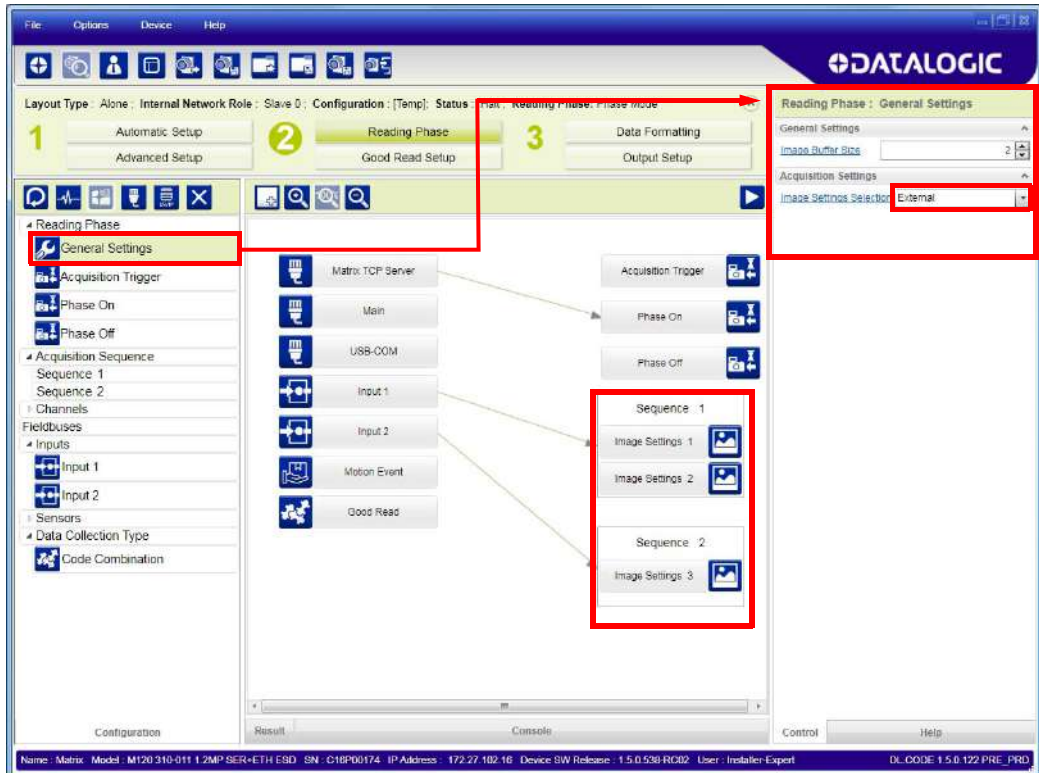 File Options Device Help
DATALOGIC
Layout Type : Alone ; Internal Network Role : Slave 0 ; Configuration : [Temp]; Status : Reading Phase: Phase Mode
1 Automatic Setup 2 Reading Phase 3 Data Formatting
Advanced Setup Good Read Setup Output Setup
Reading Phase : General Settings
General Settings
Image Buffer Size 2
Acquisition Settings
Image Settings Selection External
Reading Phase
General Settings
Acquisition Trigger
Phase On
Phase Off
Acquisition Sequence
Sequence 1
Sequence 2
Channels
Fieldbuses
Inputs
Input 1
Input 2
Sensors
Data Collection Type
Code Combination
Matrix TCP Server
Main
USB-COM
Input 1
Input 2
Motion Event
Good Read
Acquisition Trigger
Phase On
Phase Off
Sequence 1
Image Settings 1
Image Settings 2
Sequence 2
Image Settings 3
Configuration Result Console Control Help
Name : Matrix Model : M120 310-011 1.2MP SER+ETH ESD SN : C16P00174 IP Address : 172.27.102.16 Device SW Release : 1.5.0.538-RC02 User : Installer-Expert DL.CODE 1.5.0.122 PRE_PRD